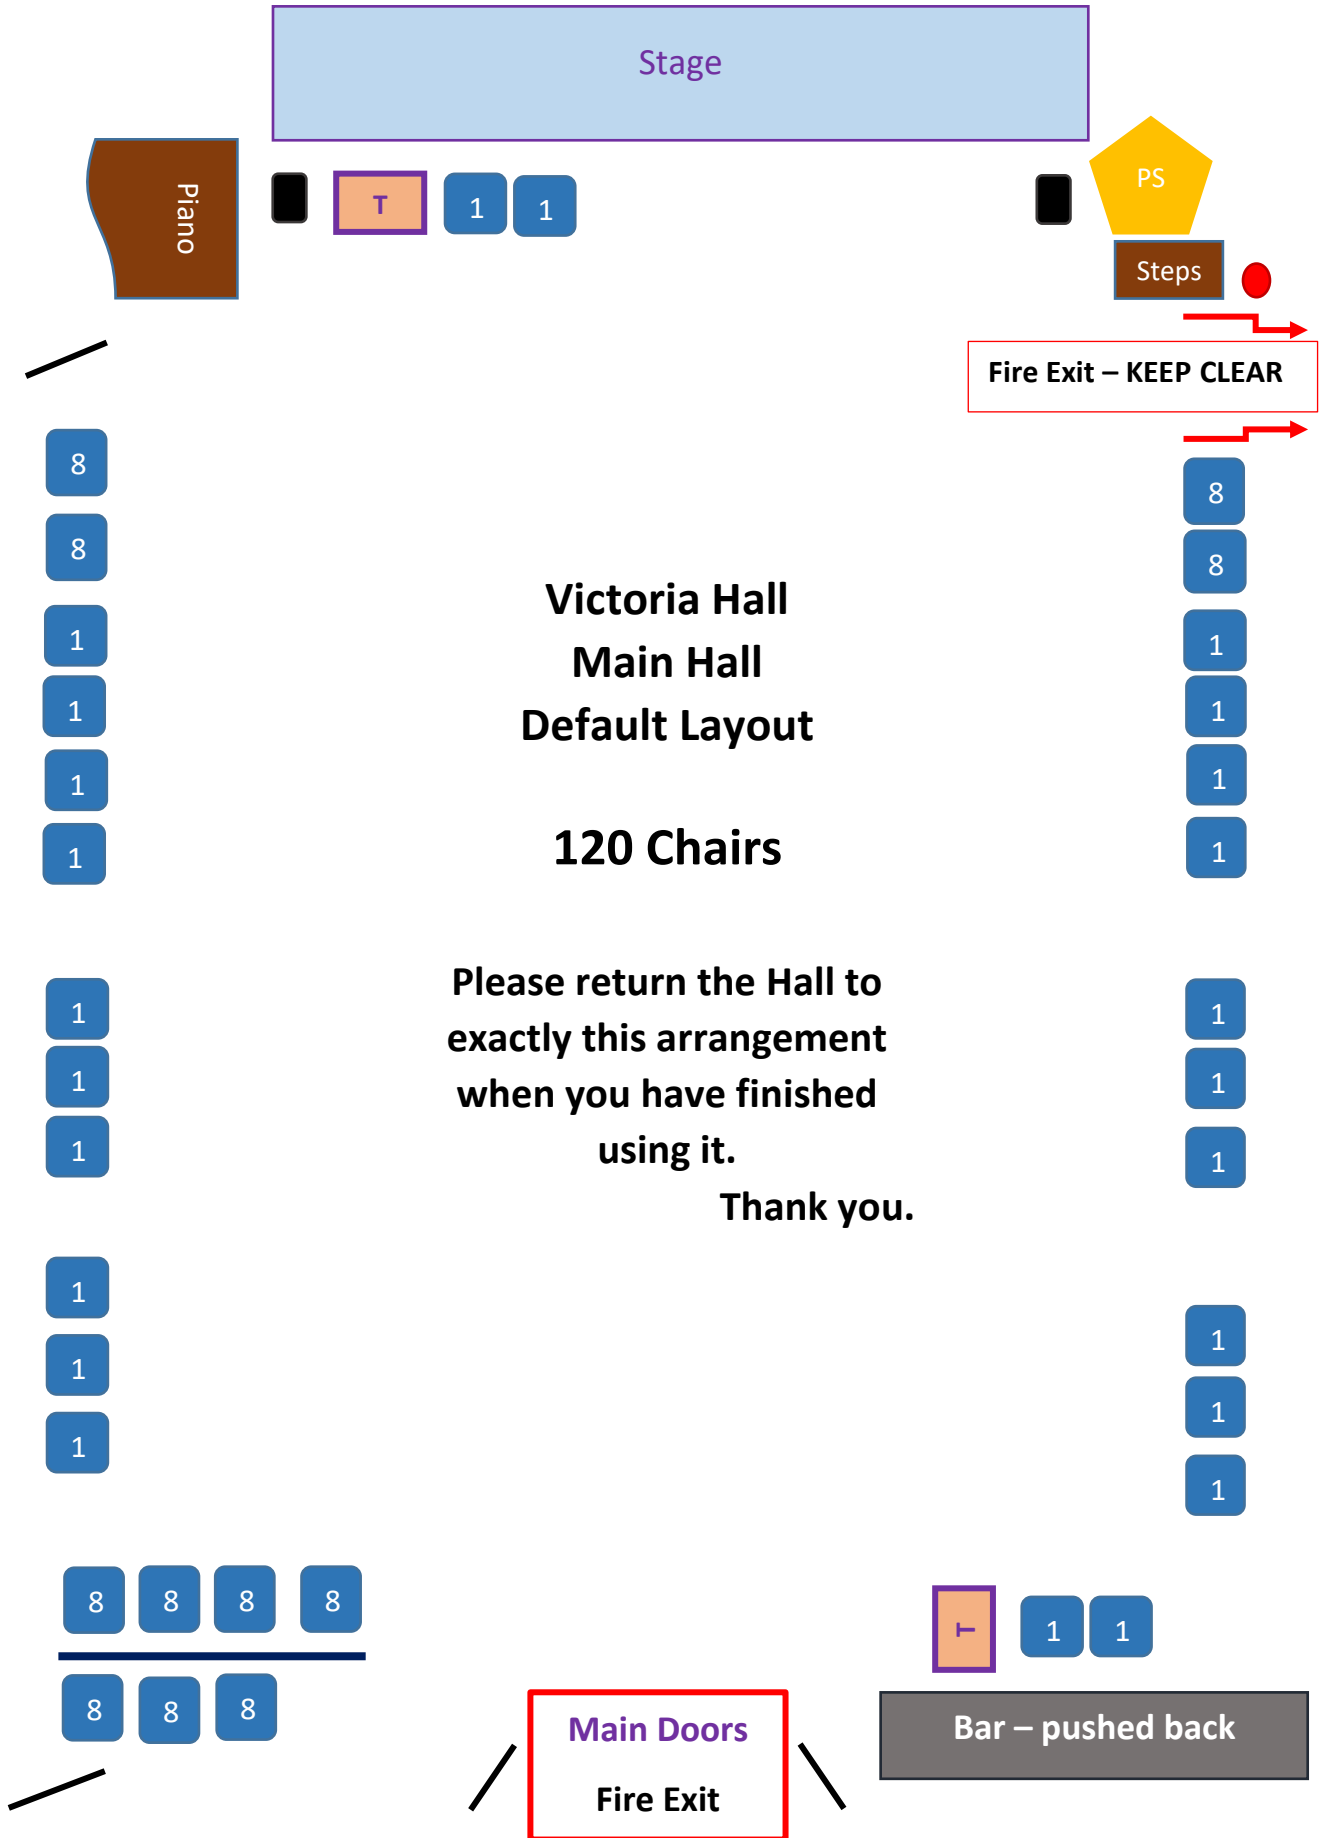 Stage
Piano
T
1
1
PS
Steps
Fire Exit – KEEP CLEAR
8
8
1
1
1
1
8
8
1
1
1
1
Victoria Hall
Main Hall
Default Layout
120 Chairs
Please return the Hall to
exactly this arrangement
when you have finished
using it.
Thank you.
1
1
1
1
1
1
1
1
1
1
1
1
8 8 8 8
8 8 8
T
1 1
Main Doors
Fire Exit
Bar – pushed back